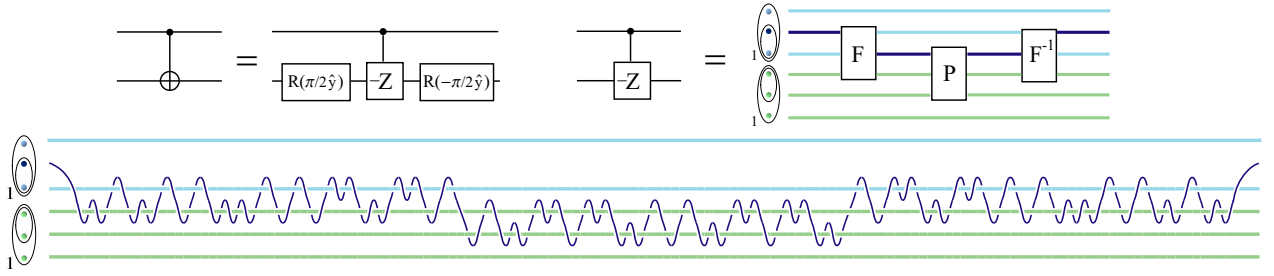 = R(π/2ŷ) –Z R(−π/2ŷ)
–Z = 1 F P F⁻¹
1
1
1